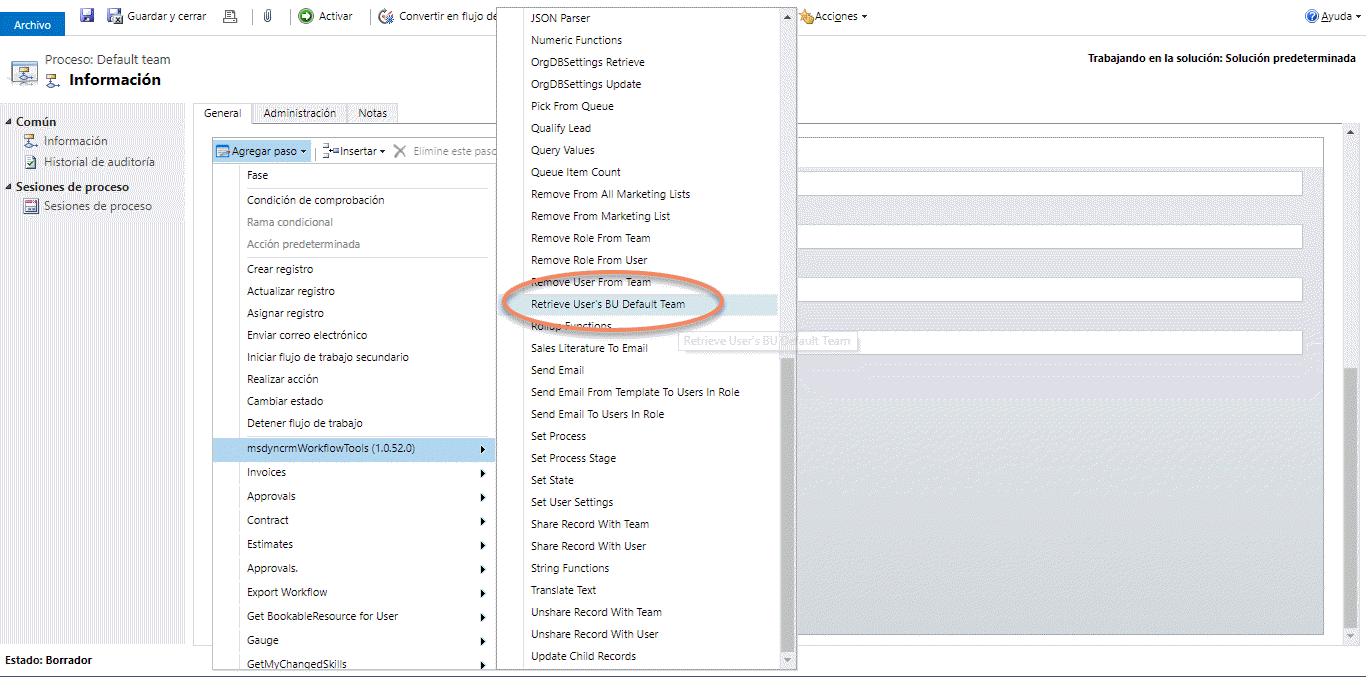 Archivo
Guardar y cerrar
Activar
Convertir en flujo de
Acciones
Ayuda
Proceso: Default team
Información
Trabajando en la solución: Solución predeterminada
Común
Información
Historial de auditoría
Sesiones de proceso
Sesiones de proceso
General
Administración
Notas
Agregar paso
Insertar
Elimine este paso
Fase
Condición de comprobación
Rama condicional
Acción predeterminada
Crear registro
Actualizar registro
Asignar registro
Enviar correo electrónico
Iniciar flujo de trabajo secundario
Realizar acción
Cambiar estado
Detener flujo de trabajo
msdyncrmWorkflowTools (1.0.52.0)
Invoices
Approvals
Contract
Estimates
Approvals.
Export Workflow
Get BookableResource for User
Gauge
GetMyChangedSkills
JSON Parser
Numeric Functions
OrgDBSettings Retrieve
OrgDBSettings Update
Pick From Queue
Qualify Lead
Query Values
Queue Item Count
Remove From All Marketing Lists
Remove From Marketing List
Remove Role From Team
Remove Role From User
Remove User From Team
Retrieve User's BU Default Team
Rollup Functions
Retrieve User's BU Default Team
Sales Literature To Email
Send Email
Send Email From Template To Users In Role
Send Email To Users In Role
Set Process
Set Process Stage
Set State
Set User Settings
Share Record With Team
Share Record With User
String Functions
Translate Text
Unshare Record With Team
Unshare Record With User
Update Child Records
Estado: Borrador